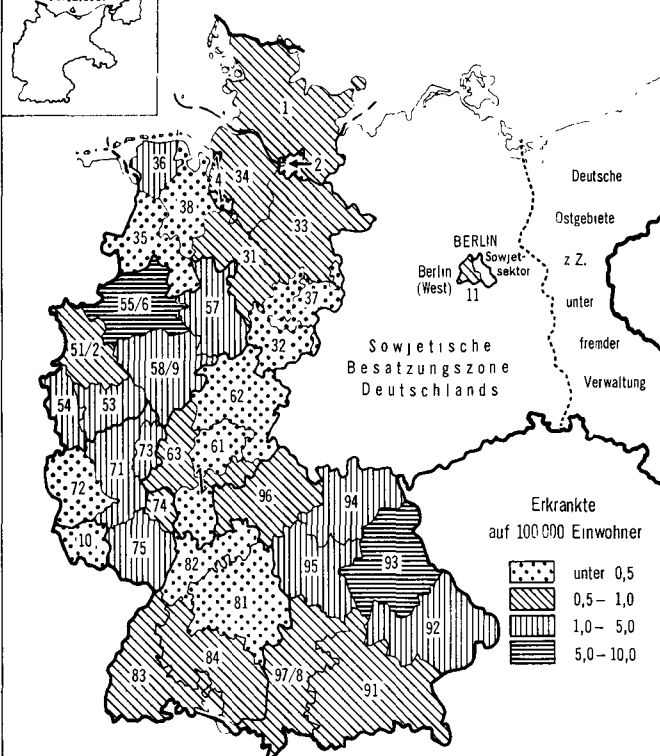 1
2
36
4
34
38
33
35
31
55/6
57
37
32
51/2
58/9
54
53
62
73
63
61
71
72
74
96
94
10
75
82
95
93
81
92
83
84
97/8
91
BERLIN
Sowjet-
sektor
Berlin
(West)
11
Sowjetische
Besatzungszone
Deutschlands
Deutsche
Ostgebiete
z Z.
unter
fremder
Verwaltung
Erkrankte
auf 100 000 Einwohner
unter 0,5
0,5 – 1,0
1,0 – 5,0
5,0 – 10,0